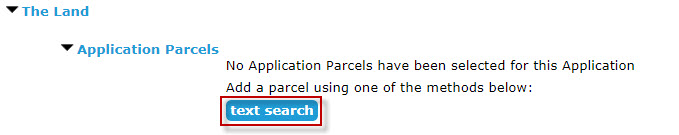 The Land
Application Parcels
No Application Parcels have been selected for this Application
Add a parcel using one of the methods below:
text search